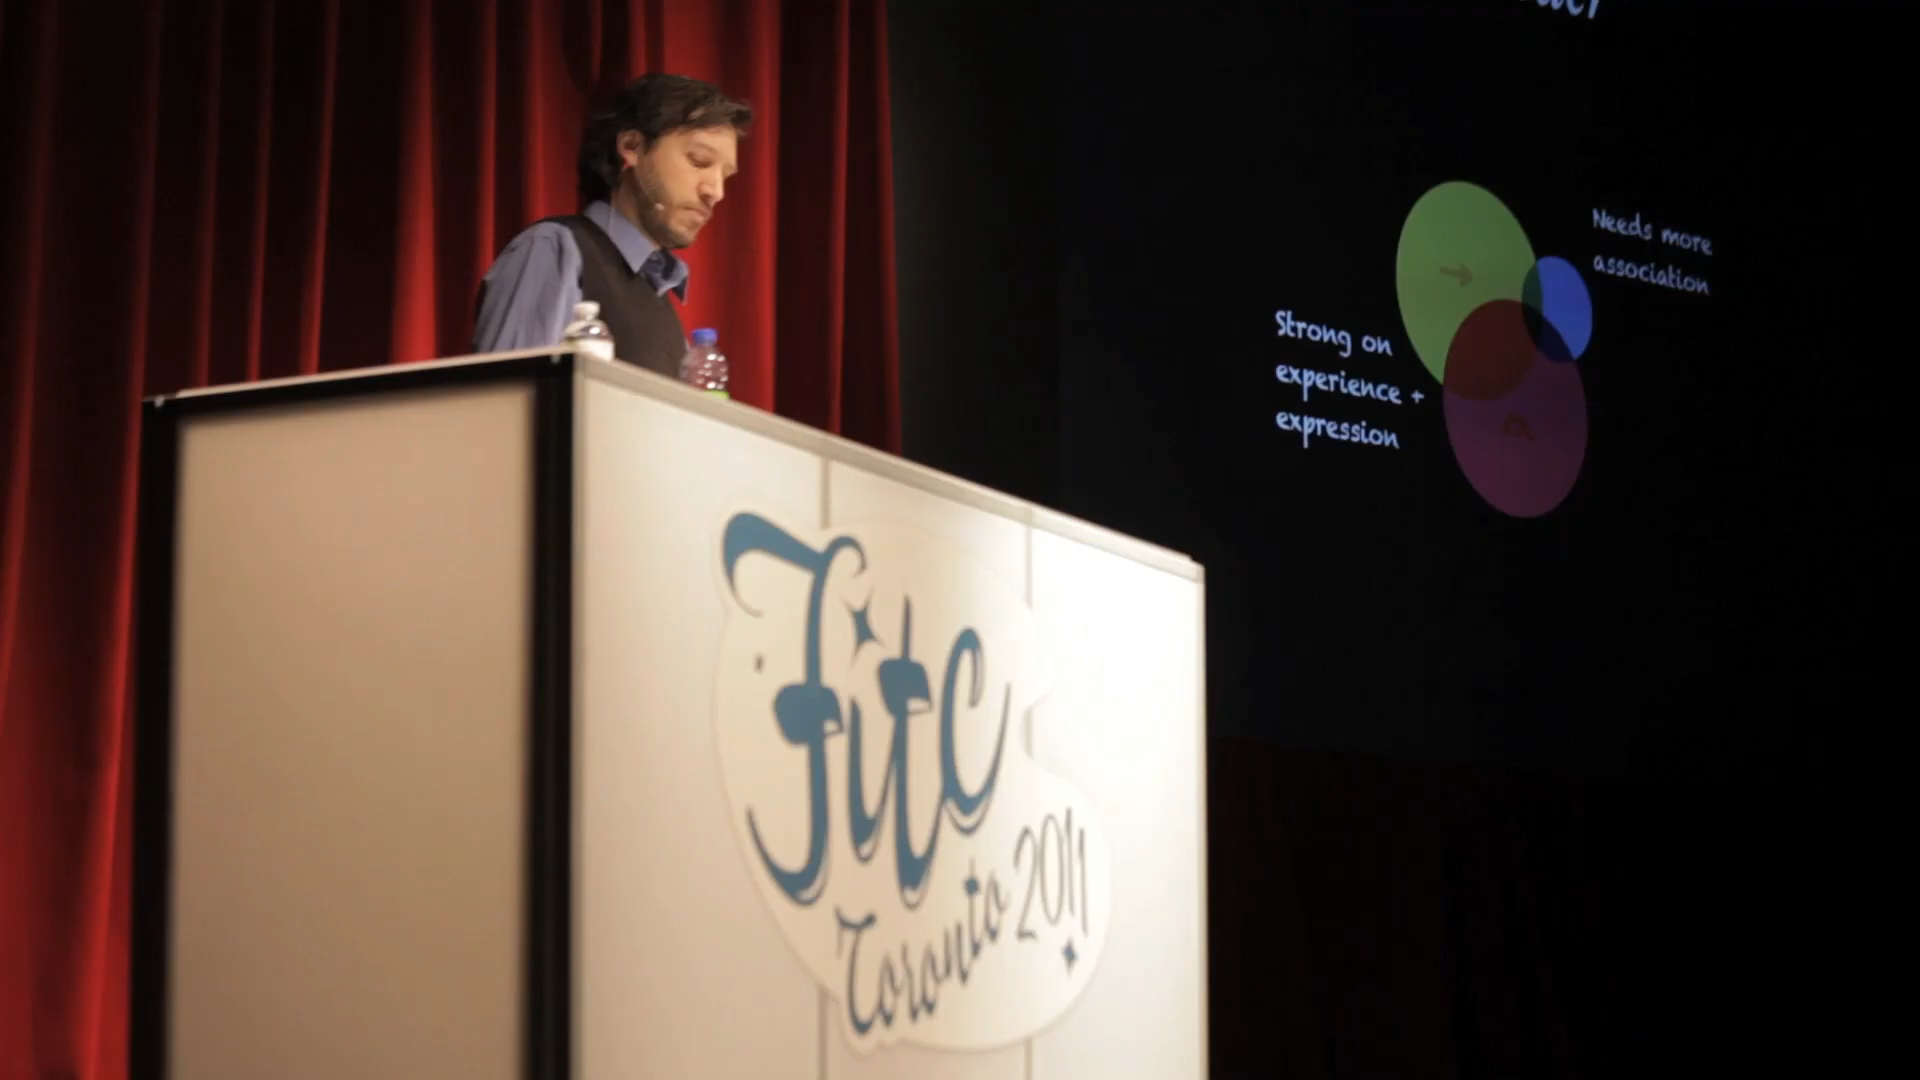 Fitc
Toronto 2011
Strong on
experience +
expression
Needs more
association